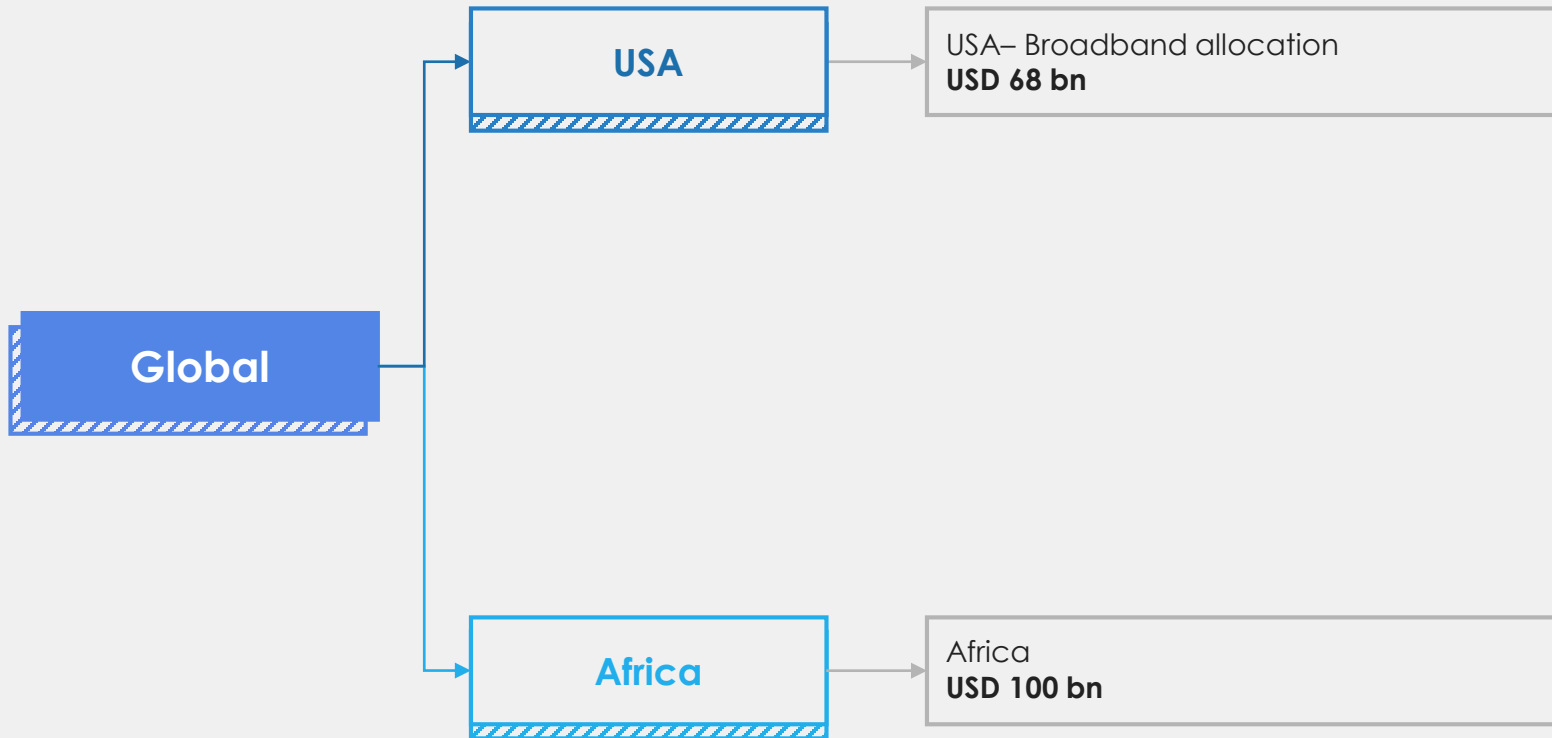 USA
USA– Broadband allocation
USD 68 bn
Global
Africa
Africa
USD 100 bn